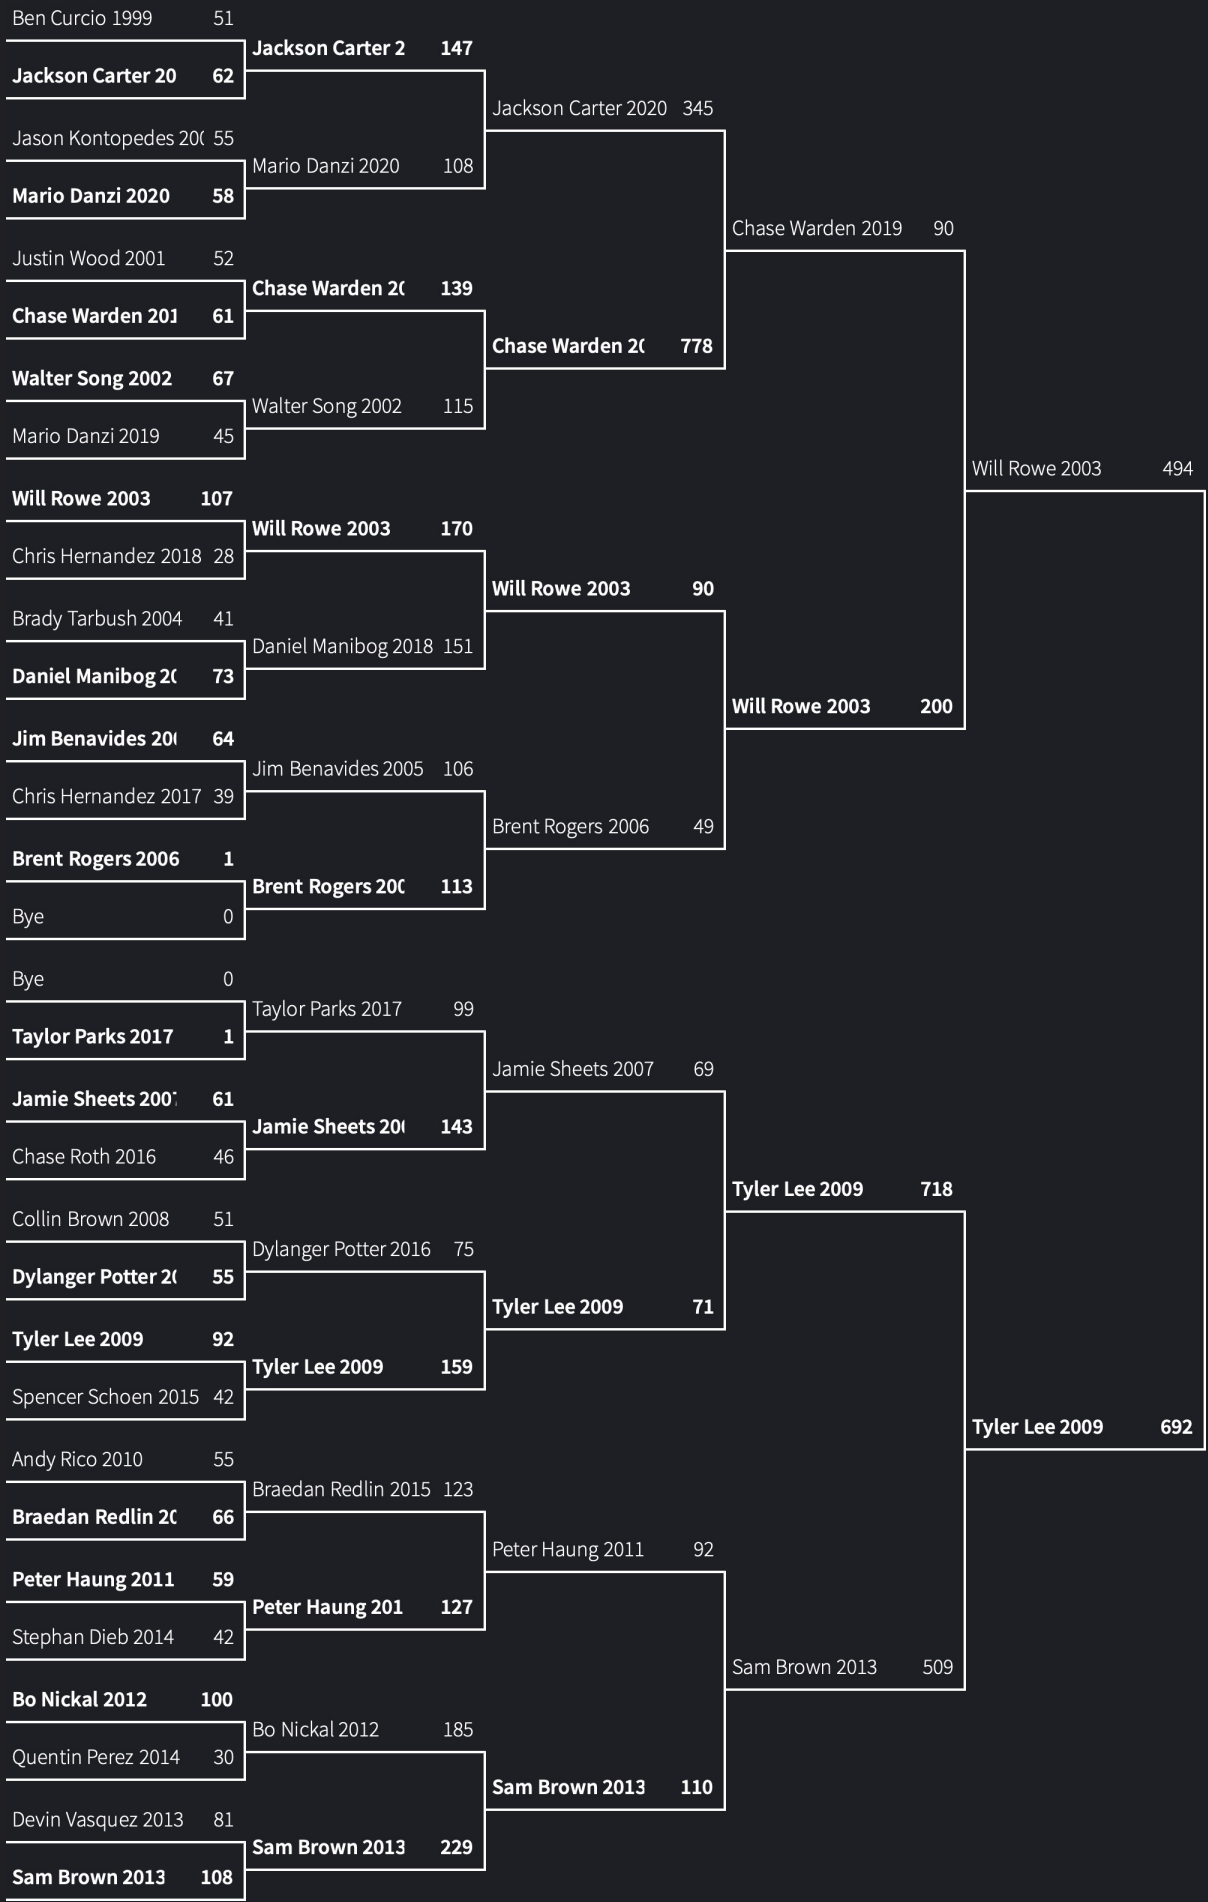 Ben Curcio 1999 51
Jackson Carter 20 62
Jason Kontopedes 200 55
Mario Danzi 2020 58
Justin Wood 2001 52
Chase Warden 201 61
Walter Song 2002 67
Mario Danzi 2019 45
Will Rowe 2003 107
Chris Hernandez 2018 28
Brady Tarbush 2004 41
Daniel Manibog 20 73
Jim Benavides 200 64
Chris Hernandez 2017 39
Brent Rogers 2006 1
Bye 0
Bye 0
Taylor Parks 2017 1
Jamie Sheets 2007 61
Chase Roth 2016 46
Collin Brown 2008 51
Dylanger Potter 20 55
Tyler Lee 2009 92
Spencer Schoen 2015 42
Andy Rico 2010 55
Braedan Redlin 20 66
Peter Haung 2011 59
Stephan Dieb 2014 42
Bo Nickal 2012 100
Quentin Perez 2014 30
Devin Vasquez 2013 81
Sam Brown 2013 108
Jackson Carter 2 147
Mario Danzi 2020 108
Chase Warden 20 139
Walter Song 2002 115
Will Rowe 2003 170
Daniel Manibog 2018 151
Jim Benavides 2005 106
Brent Rogers 200 113
Taylor Parks 2017 99
Jamie Sheets 200 143
Dylanger Potter 2016 75
Tyler Lee 2009 159
Braedan Redlin 2015 123
Peter Haung 201 127
Bo Nickal 2012 185
Sam Brown 2013 229
Jackson Carter 2020 345
Chase Warden 20 778
Will Rowe 2003 90
Brent Rogers 2006 49
Jamie Sheets 2007 69
Tyler Lee 2009 71
Peter Haung 2011 92
Sam Brown 2013 110
Chase Warden 2019 90
Will Rowe 2003 200
Tyler Lee 2009 718
Sam Brown 2013 509
Will Rowe 2003 494
Tyler Lee 2009 692